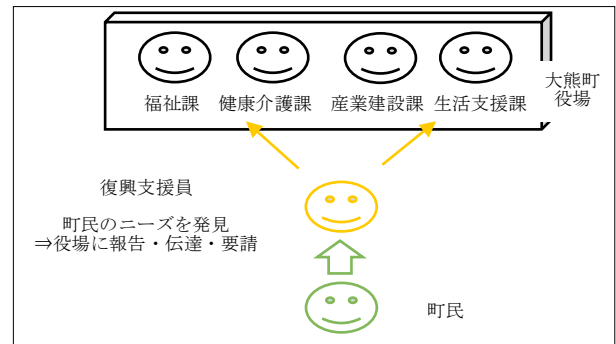 福祉課 健康介護課 産業建設課 生活支援課
大熊町
役場
復興支援員
町民のニーズを発見
⇒役場に報告・伝達・要請
町民